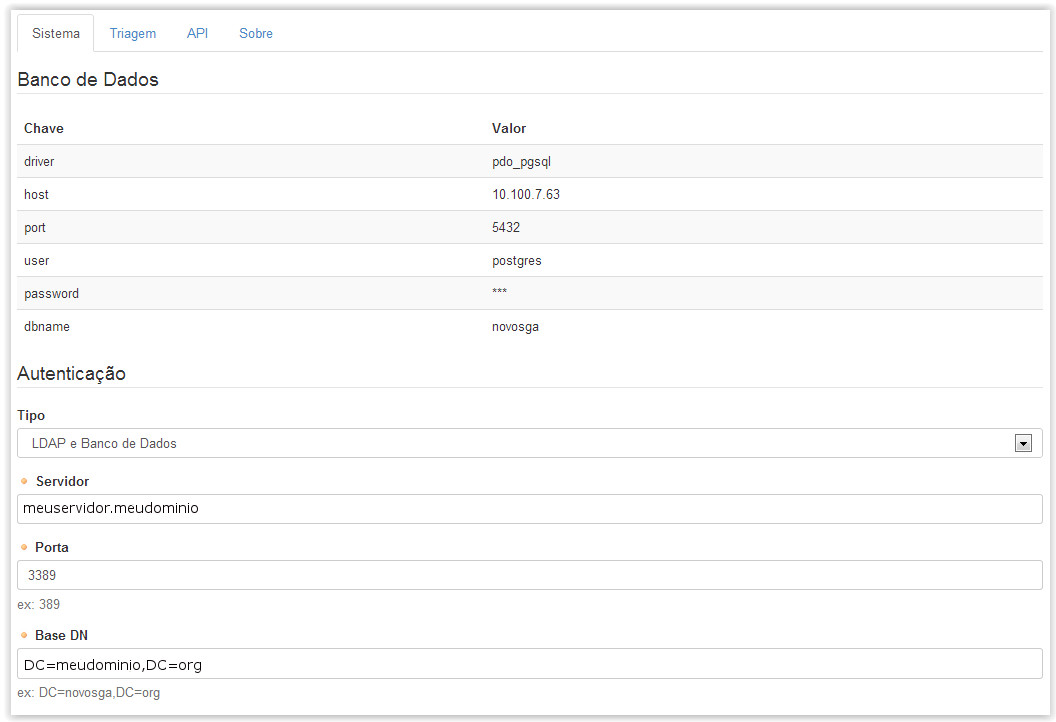 Sistema Triagem API Sobre
Banco de Dados
Chave Valor
driver pdo_pgsql
host 10.100.7.63
port 5432
user postgres
password ***
dbname novosga
Autenticação
Tipo
LDAP e Banco de Dados
Servidor
meuservidor.meudominio
Porta
3389
ex: 389
Base DN
DC=meudominio,DC=org
ex: DC=novosga,DC=org